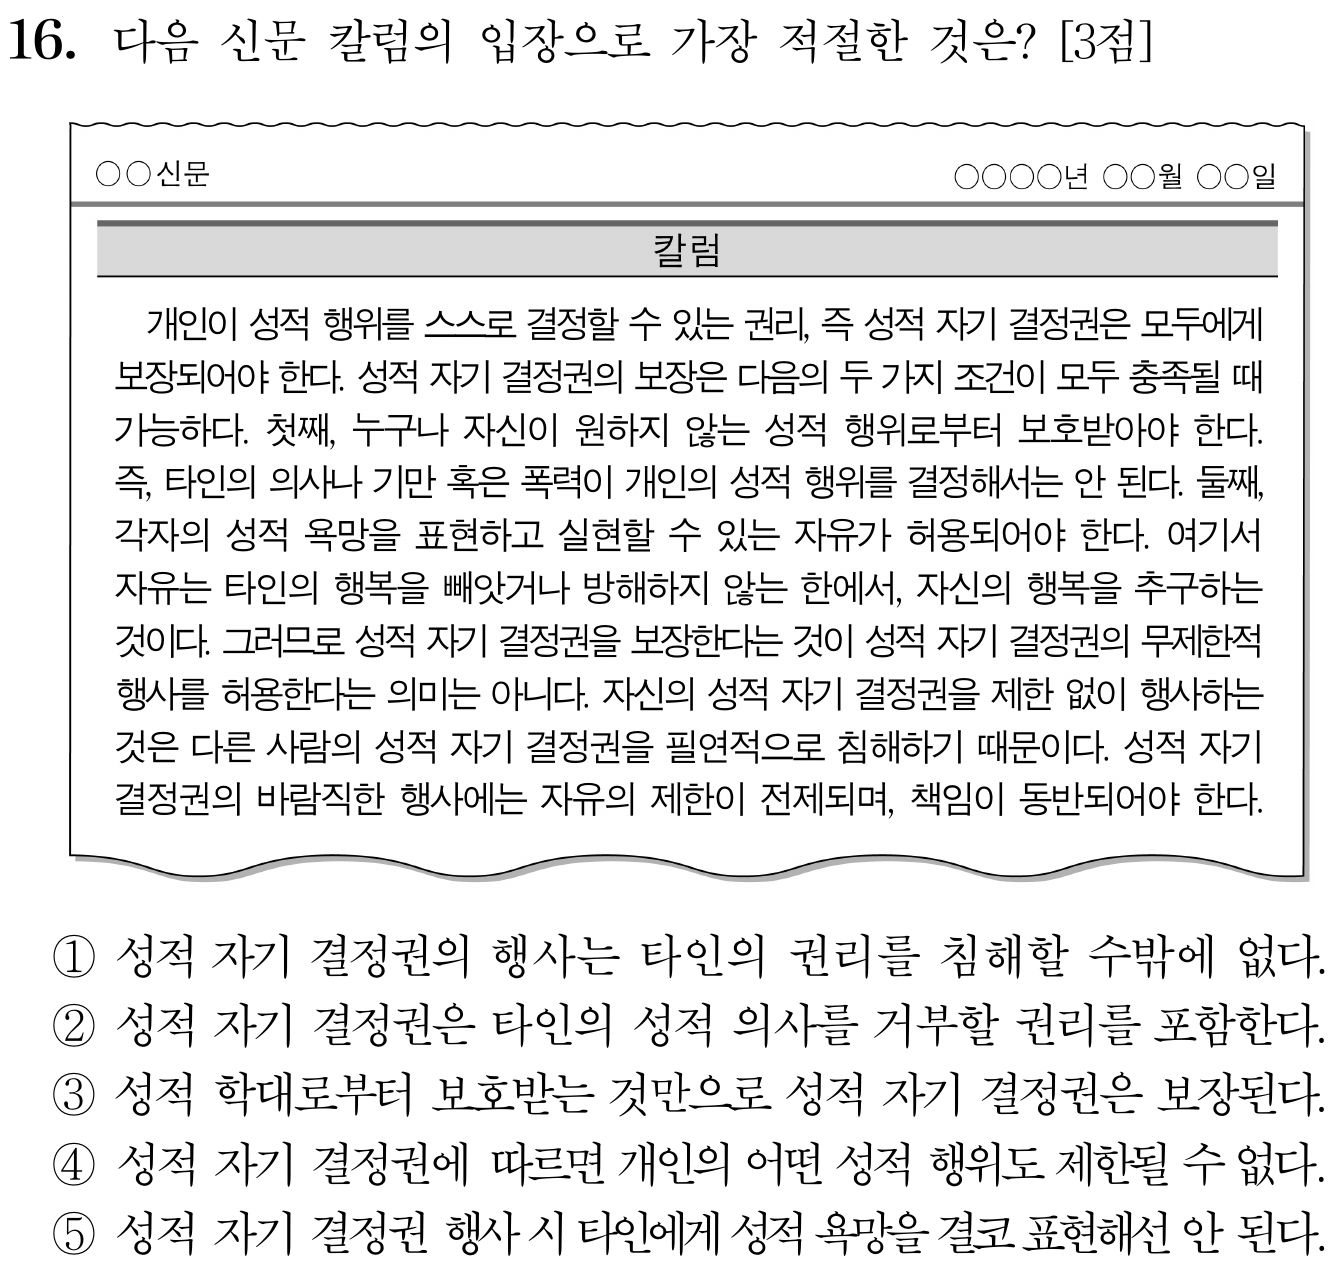 16. 다음 신문 칼럼의 입장으로 가장 적절한 것은? [3점]
○○신문
○○○○년 ○○월 ○○일
칼럼
개인이 성적 행위를 스스로 결정할 수 있는 권리, 즉 성적 자기 결정권은 모두에게
보장되어야 한다. 성적 자기 결정권의 보장은 다음의 두 가지 조건이 모두 충족될 때
가능하다. 첫째, 누구나 자신이 원하지 않는 성적 행위로부터 보호받아야 한다.
즉, 타인의 의사나 기만 혹은 폭력이 개인의 성적 행위를 결정해서는 안 된다. 둘째,
각자의 성적 욕망을 표현하고 실현할 수 있는 자유가 허용되어야 한다. 여기서
자유는 타인의 행복을 빼앗거나 방해하지 않는 한에서, 자신의 행복을 추구하는
것이다. 그러므로 성적 자기 결정권을 보장한다는 것이 성적 자기 결정권의 무제한적
행사를 허용한다는 의미는 아니다. 자신의 성적 자기 결정권을 제한 없이 행사하는
것은 다른 사람의 성적 자기 결정권을 필연적으로 침해하기 때문이다. 성적 자기
결정권의 바람직한 행사에는 자유의 제한이 전제되며, 책임이 동반되어야 한다.
① 성적 자기 결정권의 행사는 타인의 권리를 침해할 수밖에 없다.
② 성적 자기 결정권은 타인의 성적 의사를 거부할 권리를 포함한다.
③ 성적 학대로부터 보호받는 것만으로 성적 자기 결정권은 보장된다.
④ 성적 자기 결정권에 따르면 개인의 어떤 성적 행위도 제한될 수 없다.
⑤ 성적 자기 결정권 행사 시 타인에게 성적 욕망을 결코 표현해선 안 된다.